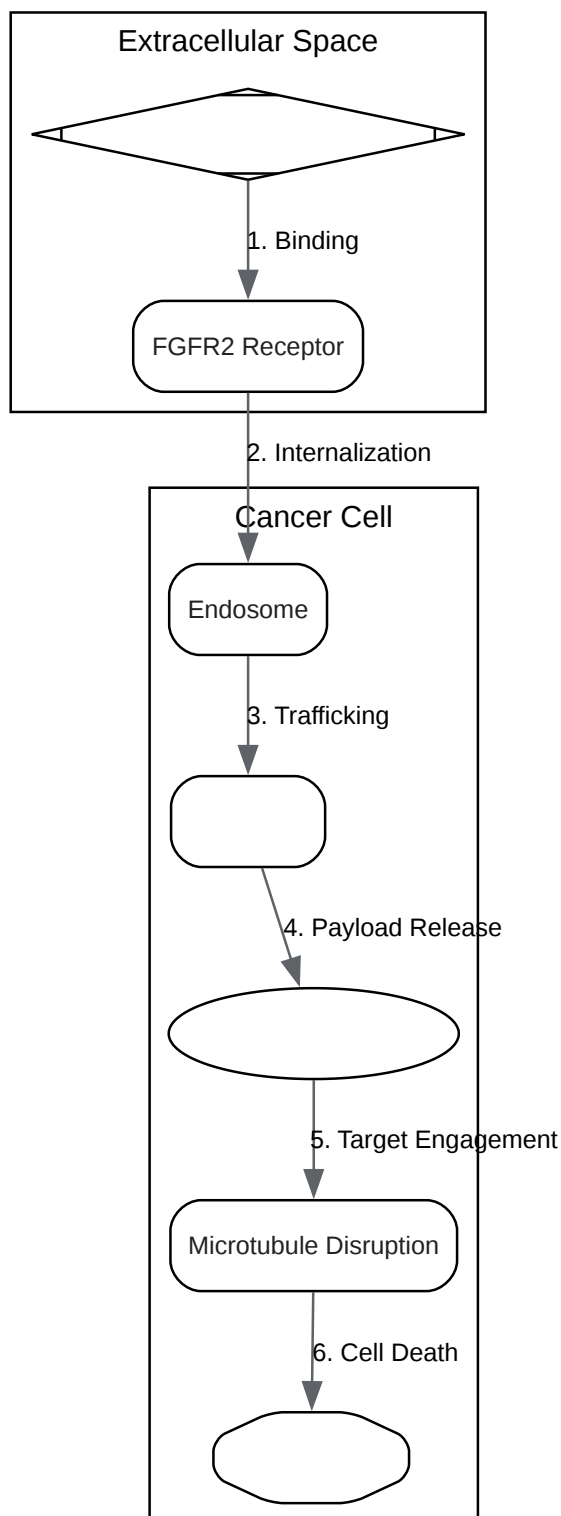 Extracellular Space
1. Binding
FGFR2 Receptor
2. Internalization
Cancer Cell
Endosome
3. Trafficking
4. Payload Release
5. Target Engagement
Microtubule Disruption
6. Cell Death